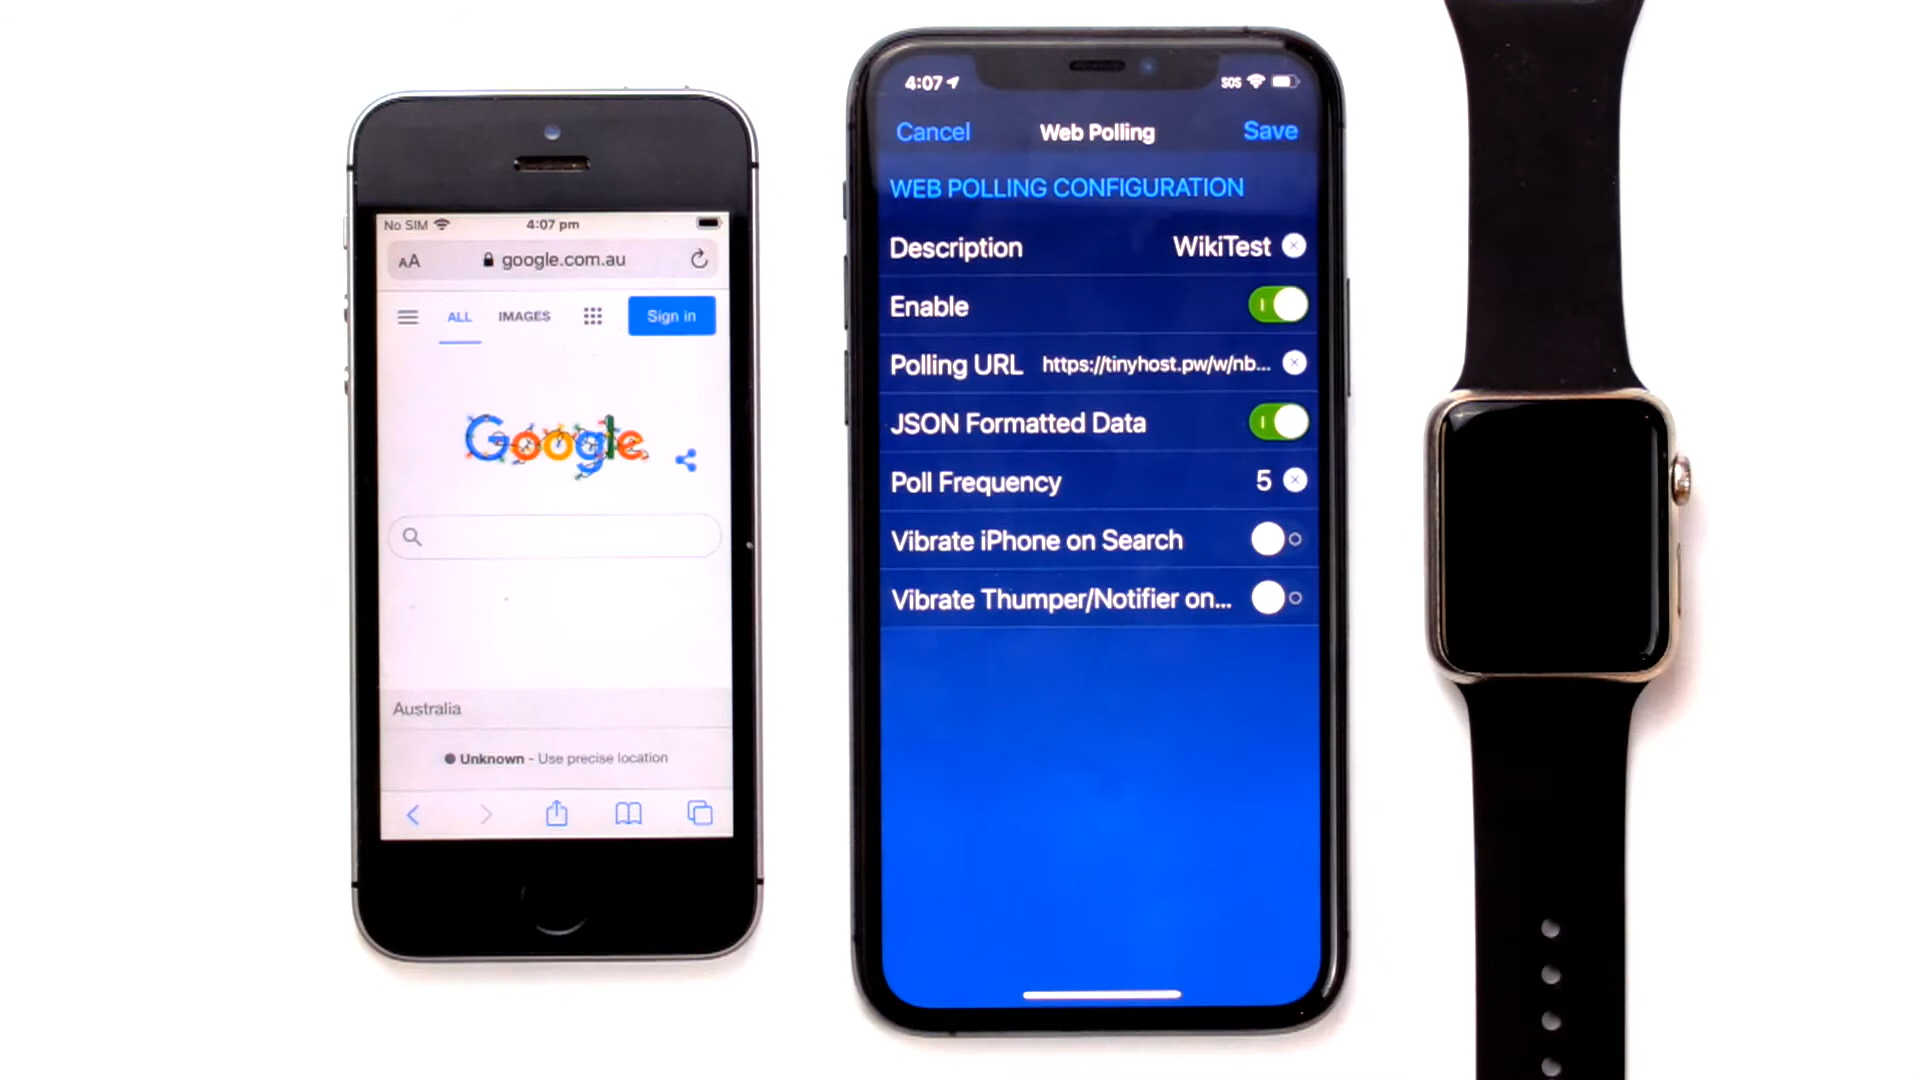 No SIM 4:07 pm
AA google.com.au
ALL IMAGES Sign in
Google
Australia
Unknown - Use precise location
4:07 SOS
Cancel Web Polling Save
WEB POLLING CONFIGURATION
Description WikiTest
Enable
Polling URL https://tinyhost.pw/w/nb...
JSON Formatted Data
Poll Frequency 5
Vibrate iPhone on Search
Vibrate Thumper/Notifier on...